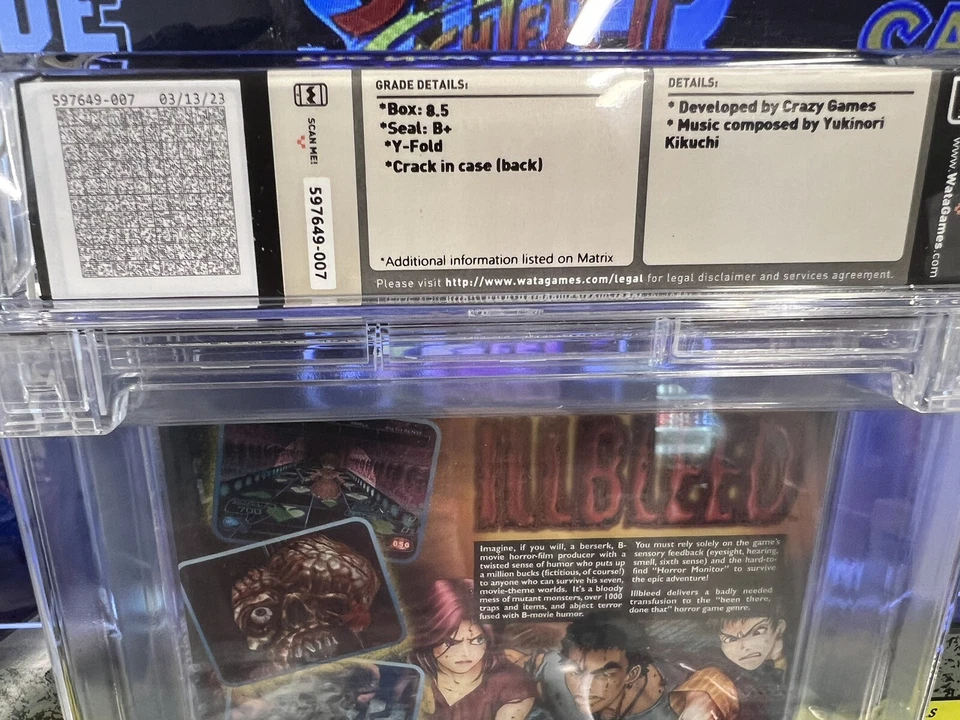 597649-007 03/13/23
SCAN ME!
597649-007
GRADE DETAILS:
*Box: 8.5
*Seal: B+
*Y-Fold
*Crack in case (back)
*Additional information listed on Matrix
DETAILS:
* Developed by Crazy Games
* Music composed by Yukinori
Kikuchi
Please visit http://www.watagames.com/legal for legal disclaimer and services agreement.
www.WataGames.com
ILLBLEED
Imagine, if you will, a berserk, B-
movie horror-film producer with a
twisted sense of humor who puts up
a million bucks (fictitious, of course!)
to anyone who can survive his seven,
movie-theme worlds. It's a bloody
mess of mutant monsters, over 1000
traps and items, and abject terror
fused with B-movie humor.
You must rely solely on the game's
sensory feedback (eyesight, hearing,
smell, sixth sense) and the hard-to-
find "Horror Monitor" to survive
the epic adventure!
Illbleed delivers a badly needed
transfusion to the "been there,
done that" horror game genre.